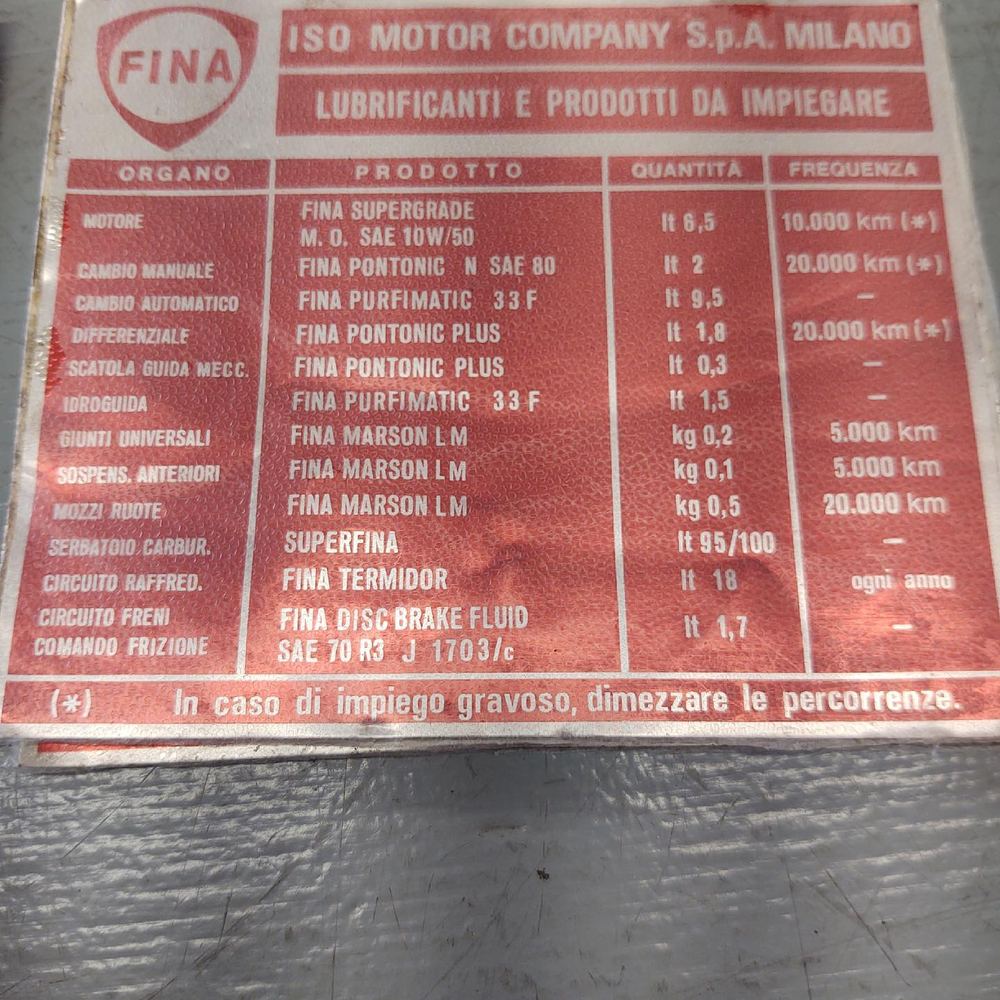 FINA
ISO MOTOR COMPANY S.p.A. MILANO
LUBRIFICANTI E PRODOTTI DA IMPIEGARE
ORGANO PRODOTTO QUANTITÀ FREQUENZA
MOTORE FINA SUPERGRADE M. O. SAE 10W/50 lt 6,5 10.000 km (*)
CAMBIO MANUALE FINA PONTONIC N SAE 80 lt 2 20.000 km (*)
CAMBIO AUTOMATICO FINA PURFIMATIC 33F lt 9,5 –
DIFFERENZIALE FINA PONTONIC PLUS lt 1,8 20.000 km (*)
SCATOLA GUIDA MECC. FINA PONTONIC PLUS lt 0,3 –
IDROGUIDA FINA PURFIMATIC 33F lt 1,5 –
GIUNTI UNIVERSALI FINA MARSON LM kg 0,2 5.000 km
SOSPENS. ANTERIORI FINA MARSON LM kg 0,1 5.000 km
MOZZI RUOTE FINA MARSON LM kg 0,5 20.000 km
SERBATOIO CARBUR. SUPERFINA lt 95/100 –
CIRCUITO RAFFRED. FINA TERMIDOR lt 18 ogni anno
CIRCUITO FRENI FINA DISC BRAKE FLUID lt 1,7 –
COMANDO FRIZIONE SAE 70 R3 J 1703/c
(*) In caso di impiego gravoso, dimezzare le percorrenze.